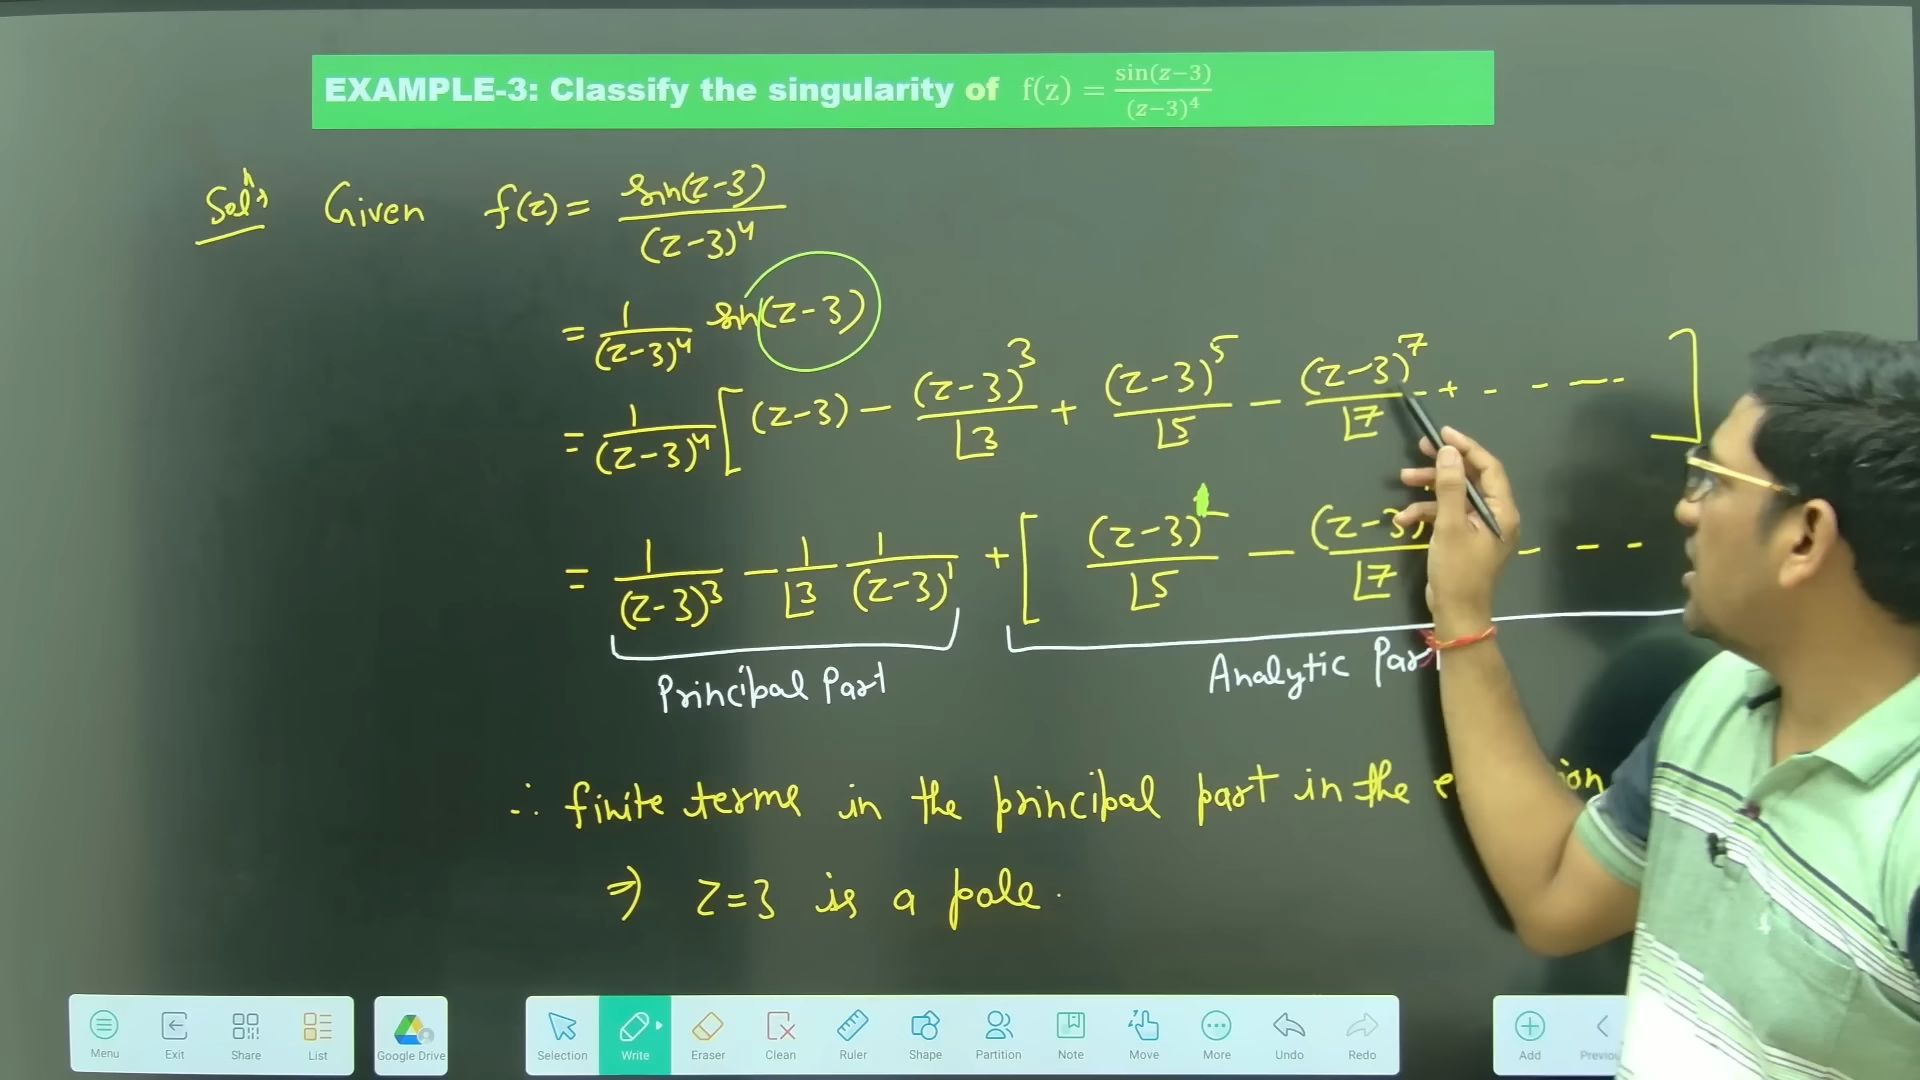 EXAMPLE-3: Classify the singularity of f(z) = sin(z−3)/(z−3)^4
Solⁿ, Given f(z) = sin(z-3)/(z-3)^4
= 1/(z-3)^4 sin(z-3)
= 1/(z-3)^4 [ (z-3) - (z-3)^3/⌊3 + (z-3)^5/⌊5 - (z-3)^7/⌊7 + - - - - ]
= 1/(z-3)^3 - 1/⌊3 1/(z-3)^1 + [ (z-3)/⌊5 - (z-3)/⌊7 - - -
Principal Part Analytic Part
∴ finite terms in the principal part in the
⇒ z=3 is a pole.
Menu Exit Share List Google Drive Selection Write Eraser Clean Ruler Shape Partition Note Move More Undo Redo Add